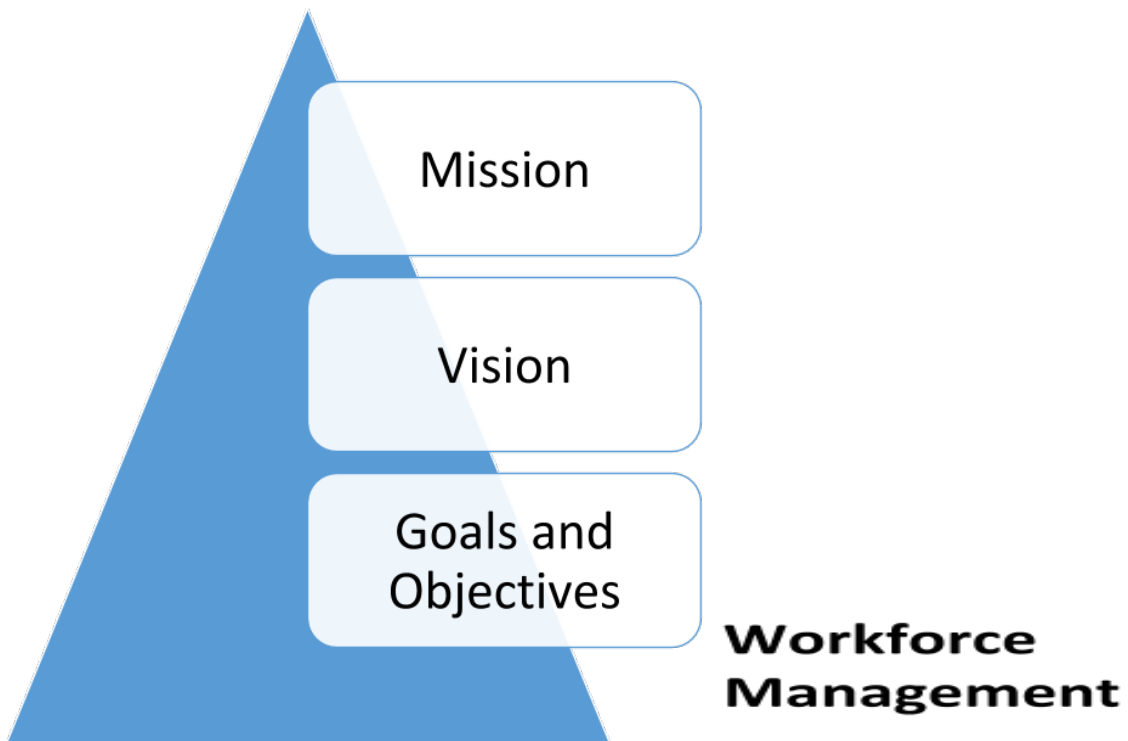 Mission
Vision
Goals and
Objectives
Workforce
Management